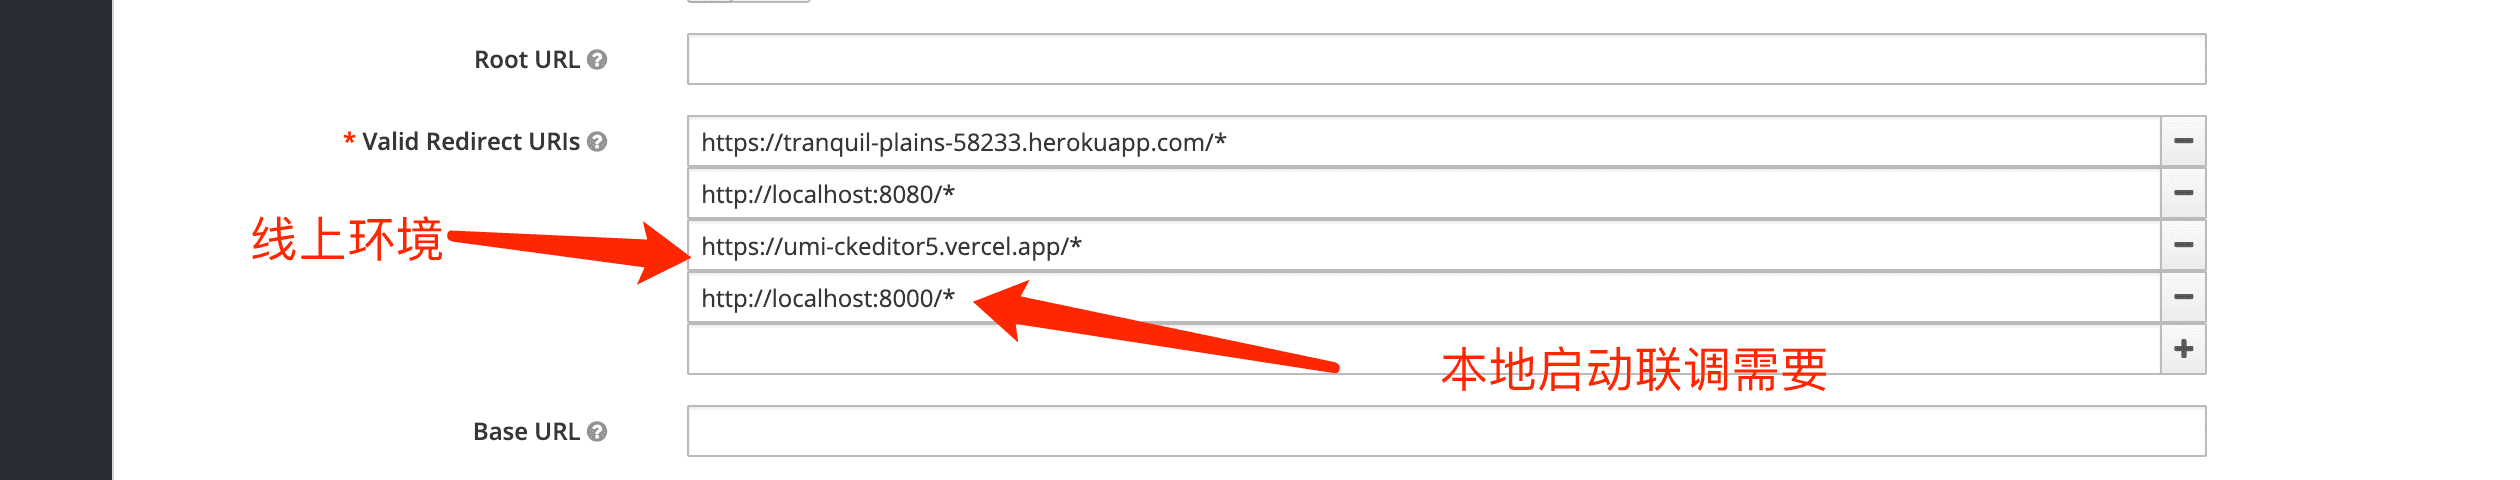 Root URL
* Valid Redirect URIs
https://tranquil-plains-58233.herokuapp.com/*
http://localhost:8080/*
线上环境
https://umi-ckeditor5.vercel.app/*
http://localhost:8000/*
本地启动联调需要
Base URL